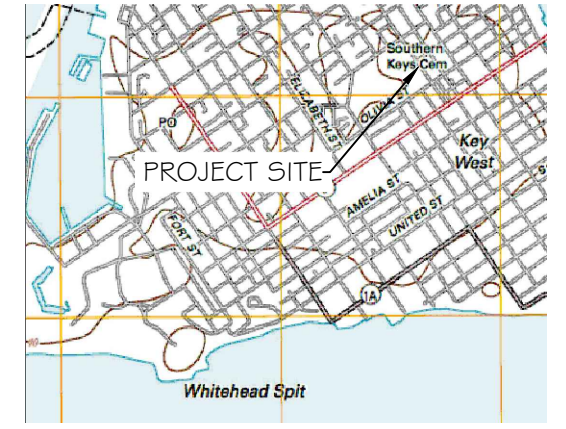 Southern
Keys Cem
ELIZABETH ST
OLIVIA ST
PO
Key
West
PROJECT SITE
AMELIA ST
UNITED ST
FORT ST
1A
10
Whitehead Spit